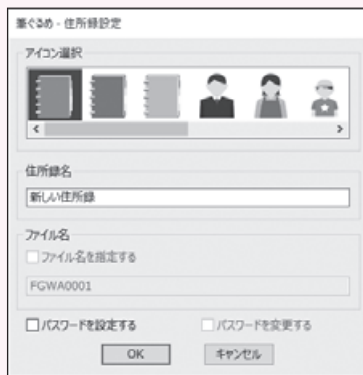 筆ぐるめ - 住所録設定
アイコン選択
住所録名
新しい住所録
ファイル名
ファイル名を指定する
FGWA0001
パスワードを設定する
パスワードを変更する
OK
キャンセル